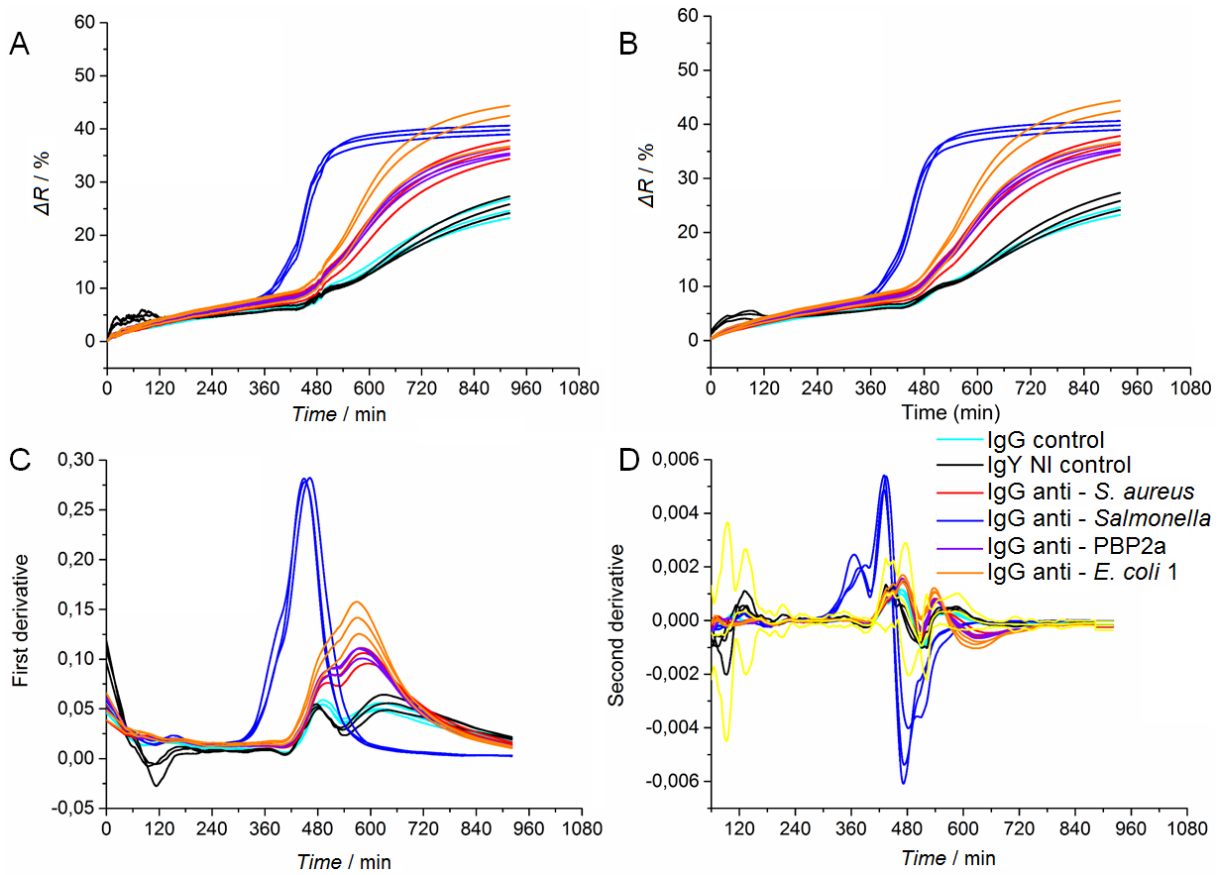 A
60
50
40
30
20
10
0
ΔR / %
0 120 240 360 480 600 720 840 960 1080
Time / min
B
60
50
40
30
20
10
0
ΔR / %
0 120 240 360 480 600 720 840 960 1080
Time (min)
C
0,30
0,25
0,20
0,15
0,10
0,05
0,00
-0,05
First derivative
0 120 240 360 480 600 720 840 960 1080
Time / min
D
0,006
0,004
0,002
0,000
-0,002
-0,004
-0,006
Second derivative
120 240 360 480 600 720 840 960 1080
Time / min
IgG control
IgY NI control
IgG anti - S. aureus
IgG anti - Salmonella
IgG anti - PBP2a
IgG anti - E. coli 1